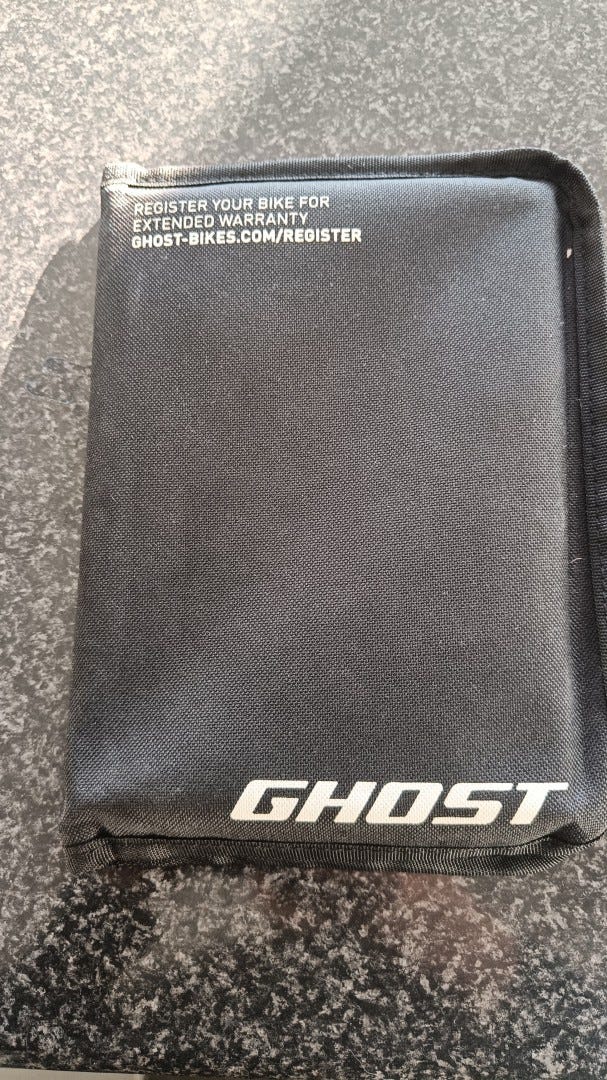 REGISTER YOUR BIKE FOR
EXTENDED WARRANTY
GHOST-BIKES.COM/REGISTER
GHOST